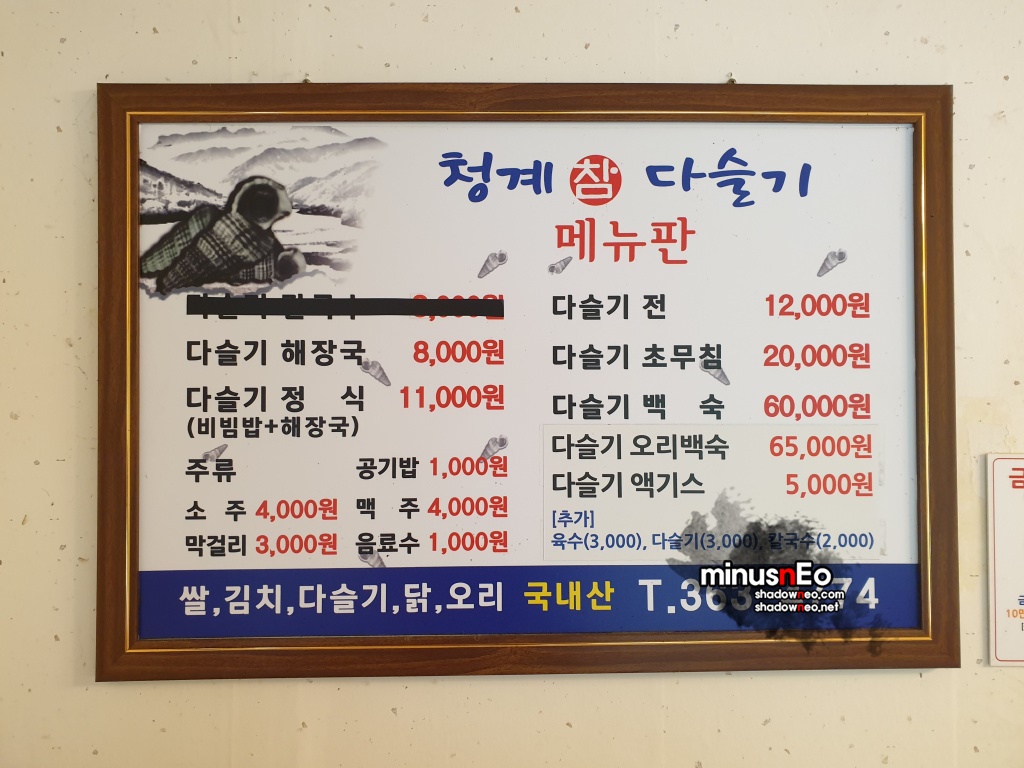 청계 참 다슬기
메뉴판
다슬기 해장국 8,000원
다슬기 정 식 11,000원
(비빔밥+해장국)
주류 공기밥 1,000원
소 주 4,000원 맥 주 4,000원
막걸리 3,000원 음료수 1,000원
다슬기 전 12,000원
다슬기 초무침 20,000원
다슬기 백 숙 60,000원
다슬기 오리백숙 65,000원
다슬기 액기스 5,000원
[추가]
육수(3,000), 다슬기(3,000), 칼국수(2,000)
쌀,김치,다슬기,닭,오리 국내산 T.363
minusnEo
shadowneo.com
shadowneo.net
금
10만